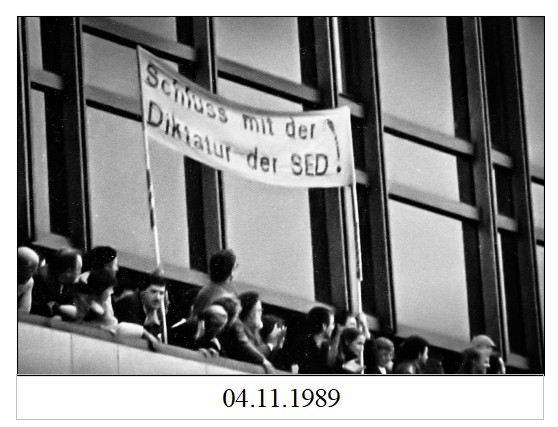 Schluss mit der
Diktatur der SED!
04.11.1989